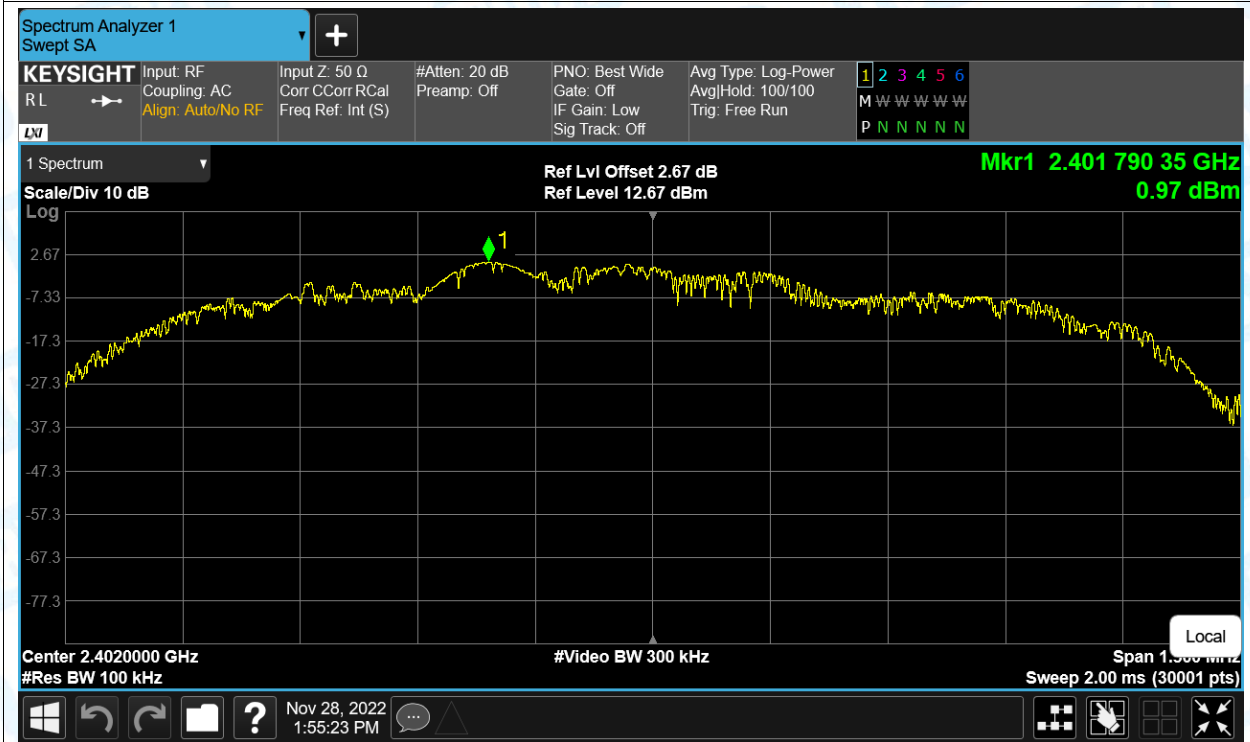 Spectrum Analyzer 1
Swept SA
KEYSIGHT
R L
LXI
Input: RF
Coupling: AC
Align: Auto/No RF
Input Z: 50 Ω
Corr CCorr RCal
Freq Ref: Int (S)
#Atten: 20 dB
Preamp: Off
PNO: Best Wide
Gate: Off
IF Gain: Low
Sig Track: Off
Avg Type: Log-Power
Avg|Hold: 100/100
Trig: Free Run
1 2 3 4 5 6
M W W W W W
P N N N N N
1 Spectrum
Scale/Div 10 dB
Ref Lvl Offset 2.67 dB
Ref Level 12.67 dBm
Mkr1 2.401 790 35 GHz
0.97 dBm
Log
1
2.67
-7.33
-17.3
-27.3
-37.3
-47.3
-57.3
-67.3
-77.3
Local
Center 2.4020000 GHz
#Video BW 300 kHz
Span
#Res BW 100 kHz
Sweep 2.00 ms (30001 pts)
?
Nov 28, 2022
1:55:23 PM